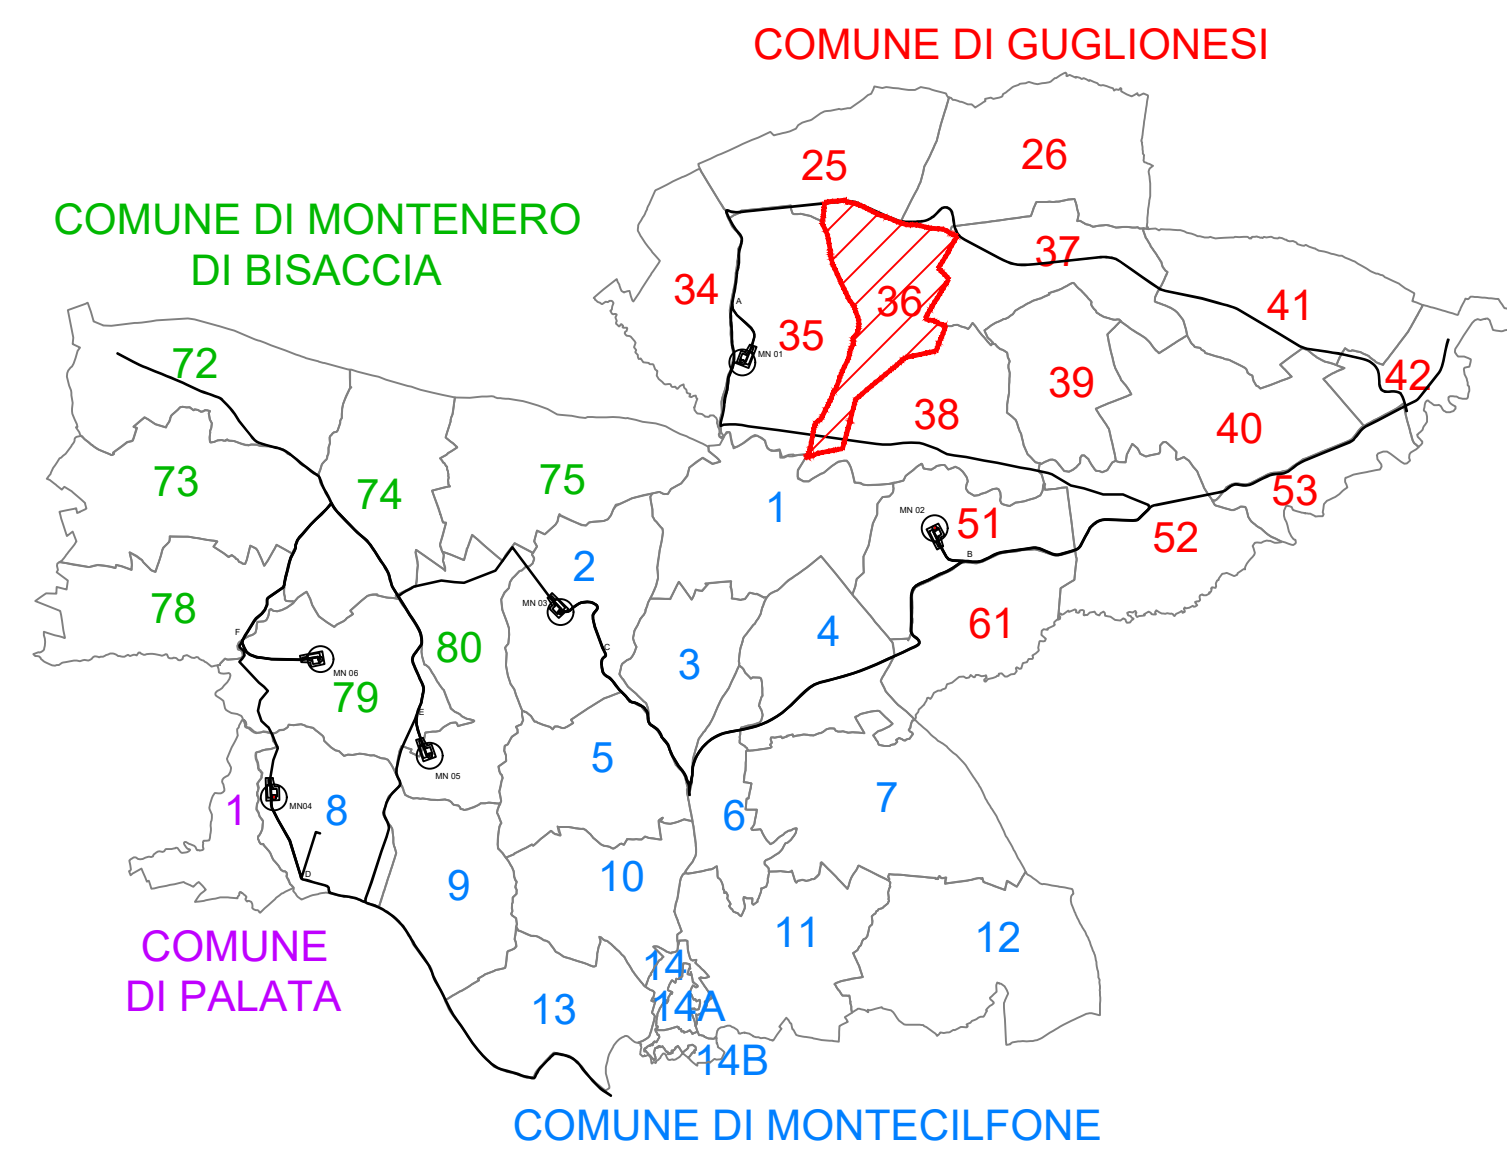 COMUNE DI GUGLIONESI
25
26
COMUNE DI MONTENERO
DI BISACCIA
37
34
A
36
41
35
MN 01
72
39
42
38
40
73
74
75
1
53
MN 02
51
52
B
2
78
MN 03
61
F
4
C
80
3
MN 06
79
E
5
MN 05
7
MN04
1
8
6
D
9
10
11
12
COMUNE
DI PALATA
14
13
14A
14B
COMUNE DI MONTECILFONE